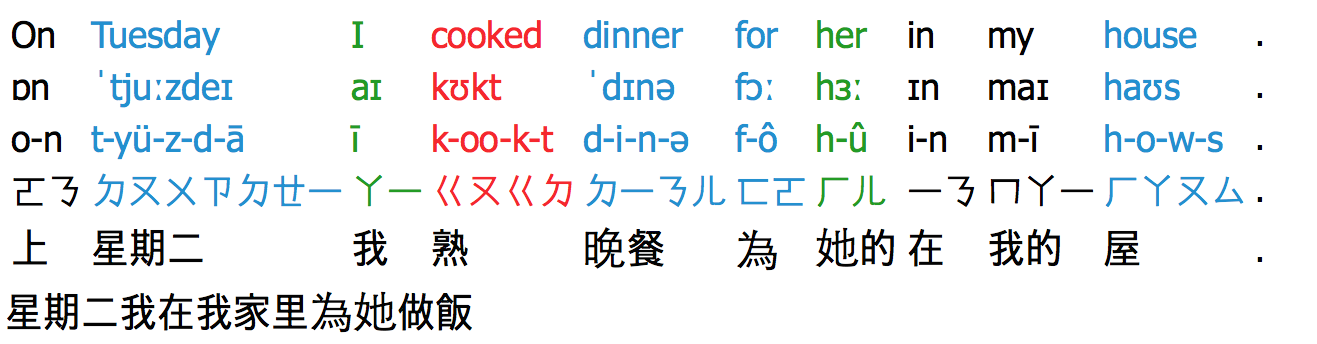 On Tuesday I cooked dinner for her in my house .
ɒn ˈtjuːzdeɪ aɪ kʊkt ˈdɪnə fɔː hɜː ɪn maɪ haʊs .
o-n t-yü-z-d-ā ī k-oo-k-t d-i-n-ə f-ô h-û i-n m-ī h-o-w-s .
ㄛㄋ ㄉㄡㄨㄗㄉㄝㄧ ㄚㄧ ㄍㄡㄍㄉ ㄉㄧㄋㄦ ㄈㄛ ㄏㄦ ㄧㄋ ㄇㄚㄧ ㄏㄚㄡㄙ .
上 星期二 我 熟 晚餐 為 她的 在 我的 屋 .
星期二我在我家里為她做飯